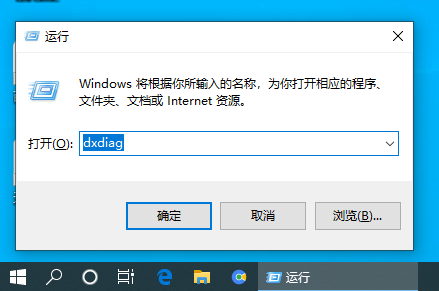 运行
Windows 将根据你所输入的名称，为你打开相应的程序、
文件夹、文档或 Internet 资源。
打开(O): dxdiag
确定 取消 浏览(B)...
运行